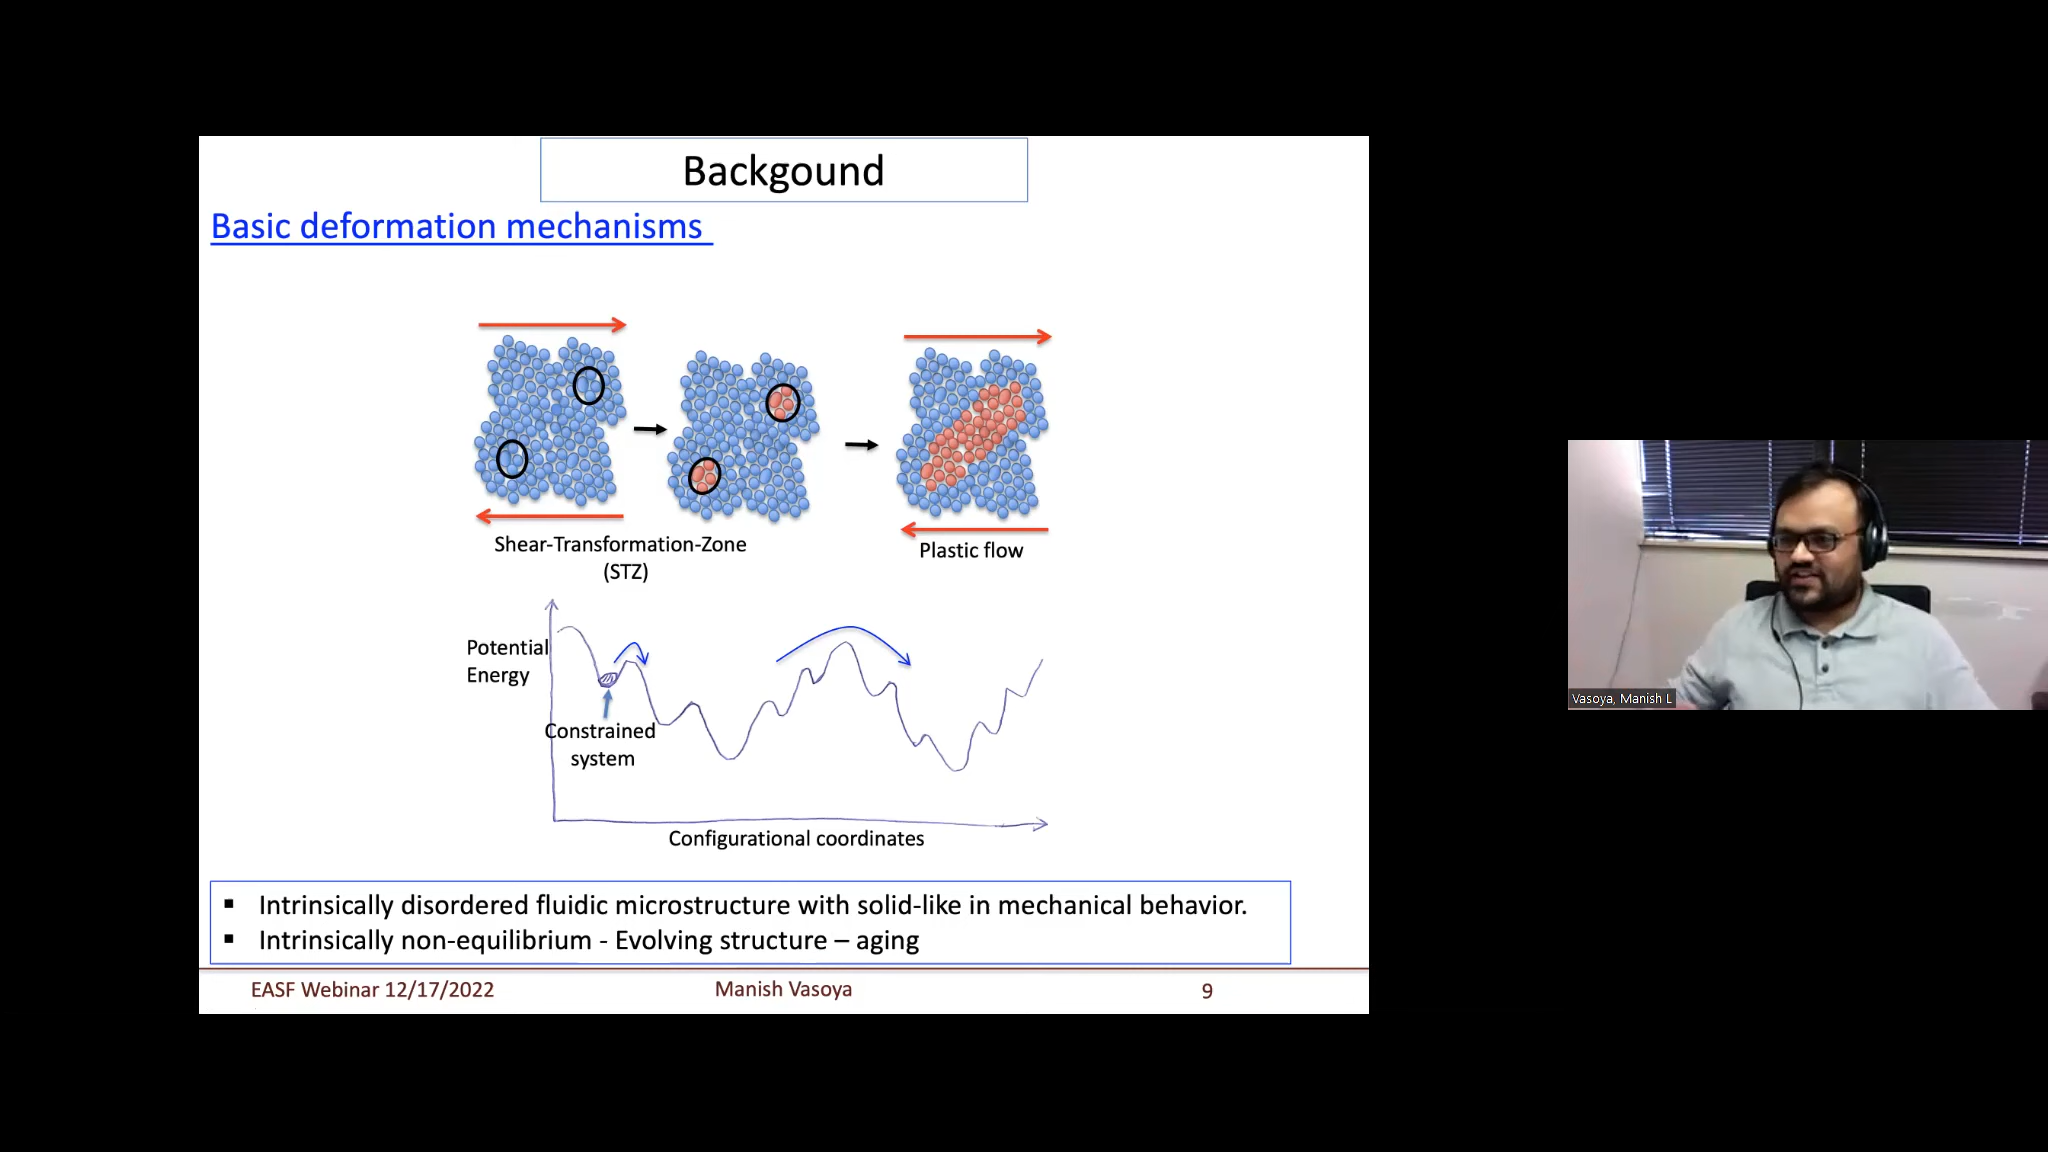 Backgound
Basic deformation mechanisms
Shear-Transformation-Zone
(STZ)
Plastic flow
Potential
Energy
Constrained
system
Configurational coordinates
▪ Intrinsically disordered fluidic microstructure with solid-like in mechanical behavior.
▪ Intrinsically non-equilibrium - Evolving structure – aging
EASF Webinar 12/17/2022
Manish Vasoya
9
Vasoya, Manish L